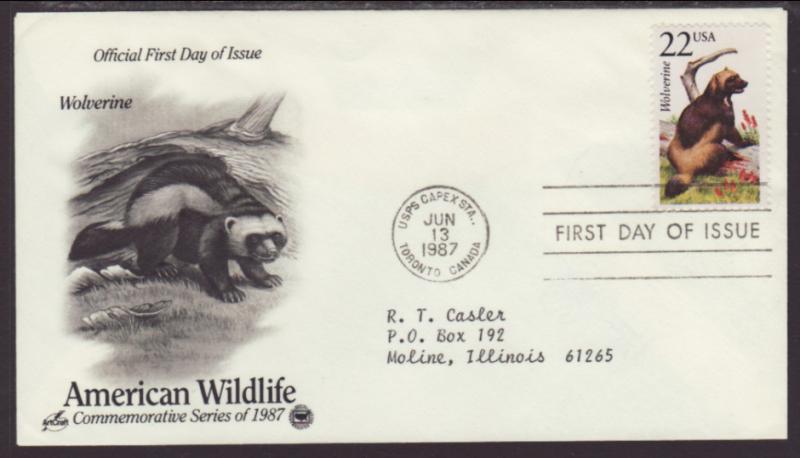 Official First Day of Issue
Wolverine
22 USA
Wolverine
USPS CAPEX STA..
JUN
13
1987
TORONTO CANADA
FIRST DAY OF ISSUE
R. T. Casler
P.O. Box 192
Moline, Illinois 61265
American Wildlife
Commemorative Series of 1987
ArtCraft